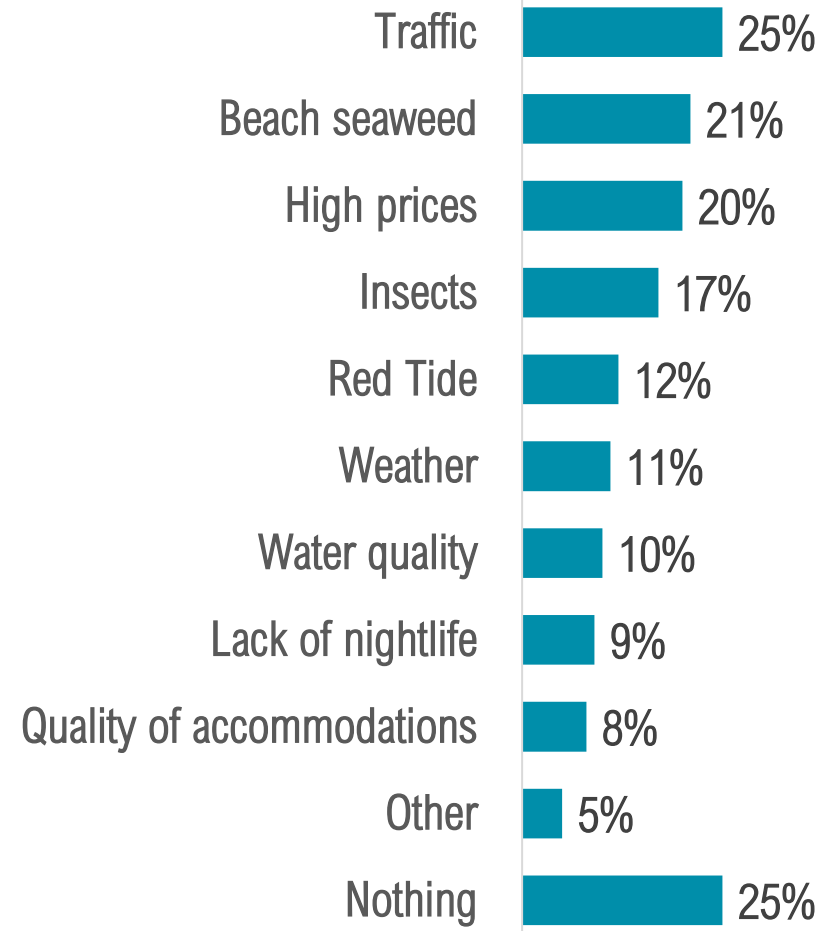 Traffic 25%
Beach seaweed 21%
High prices 20%
Insects 17%
Red Tide 12%
Weather 11%
Water quality 10%
Lack of nightlife 9%
Quality of accommodations 8%
Other 5%
Nothing 25%